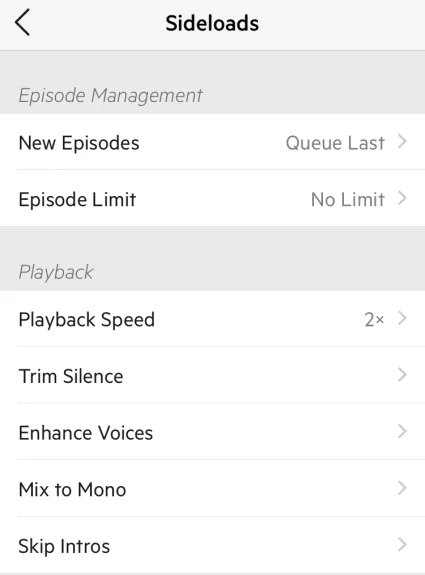 Sideloads
Episode Management
New Episodes Queue Last
Episode Limit No Limit
Playback
Playback Speed 2×
Trim Silence
Enhance Voices
Mix to Mono
Skip Intros